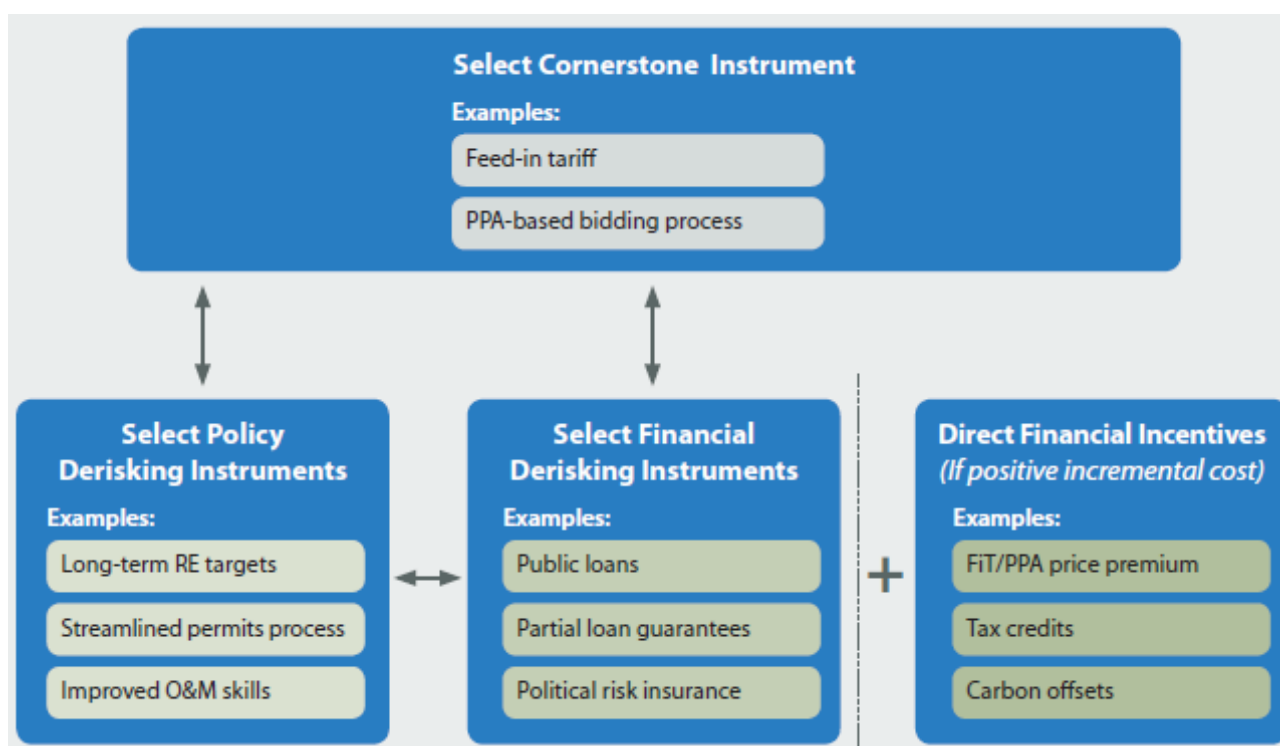 Select Cornerstone Instrument
Examples:
Feed-in tariff
PPA-based bidding process
Select Policy
Derisking Instruments
Examples:
Long-term RE targets
Streamlined permits process
Improved O&M skills
Select Financial
Derisking Instruments
Examples:
Public loans
Partial loan guarantees
Political risk insurance
+
Direct Financial Incentives
(If positive incremental cost)
Examples:
FiT/PPA price premium
Tax credits
Carbon offsets